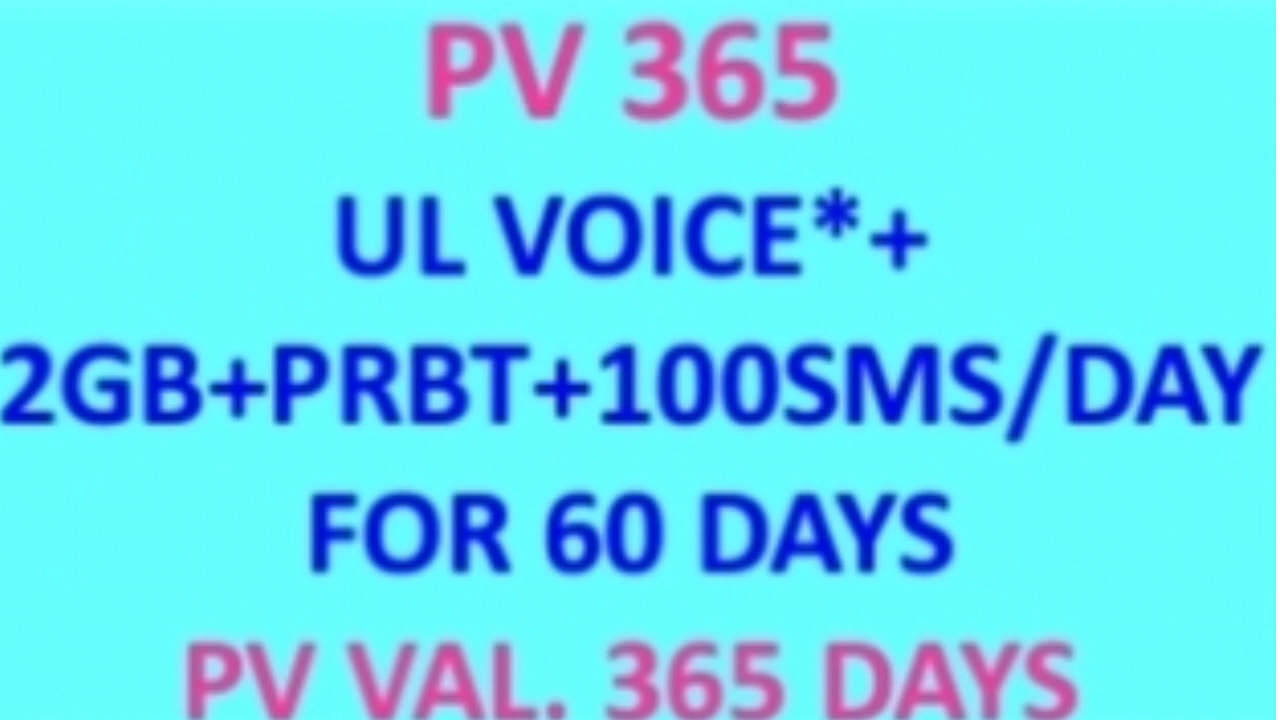 PV 365
UL VOICE*+
2GB+PRBT+100SMS/DAY
FOR 60 DAYS
PV VAL. 365 DAYS